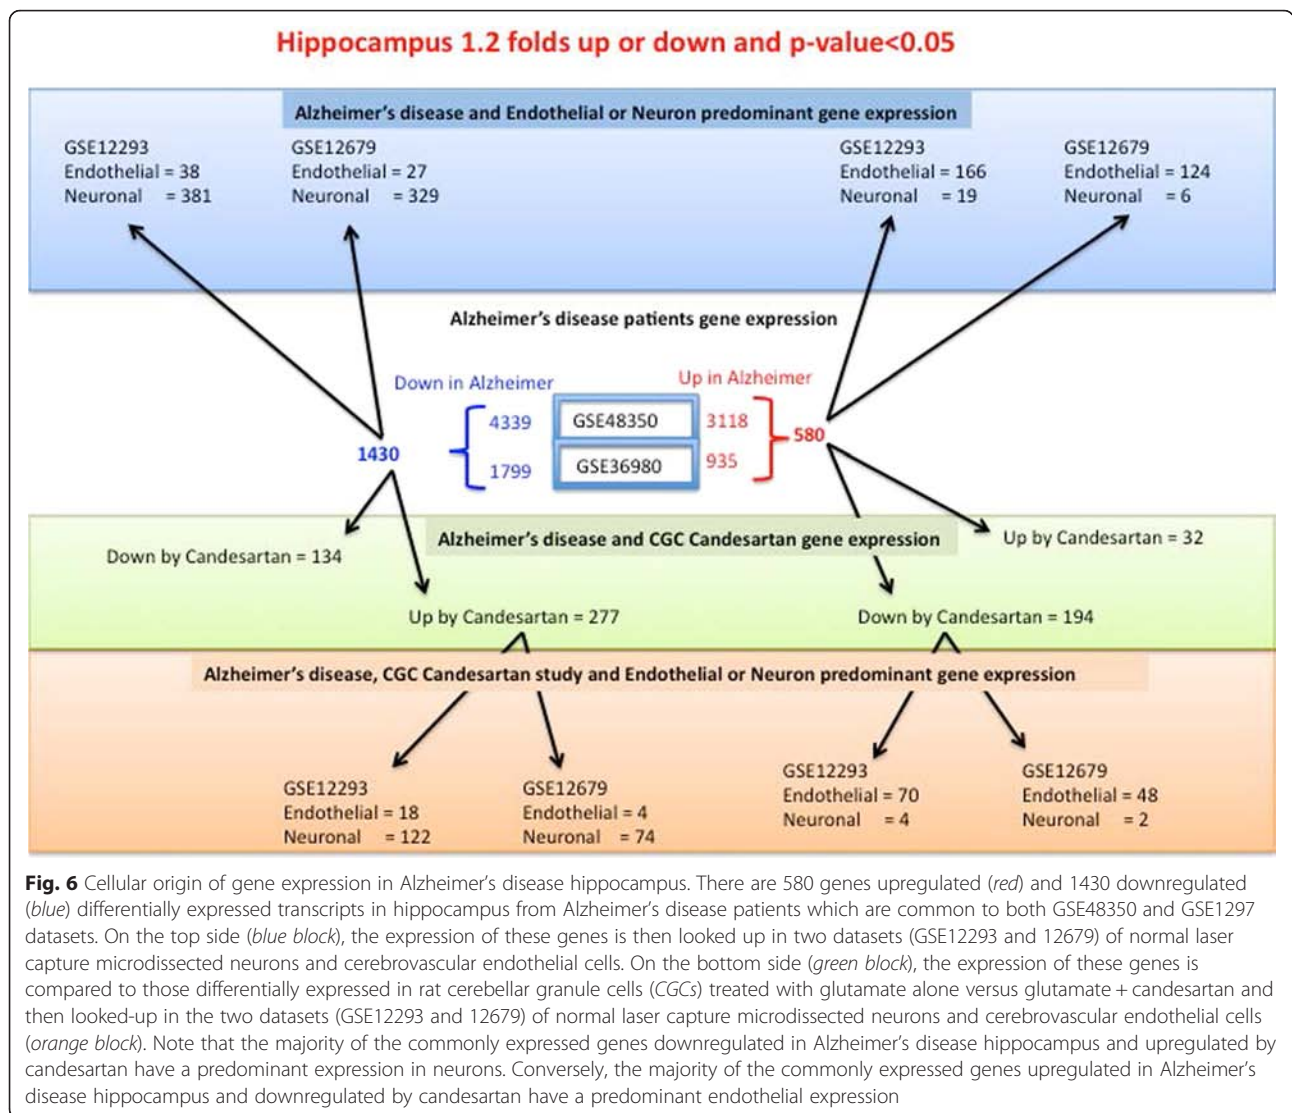 Hippocampus 1.2 folds up or down and p-value<0.05
Alzheimer's disease and Endothelial or Neuron predominant gene expression
GSE12293
Endothelial = 38
Neuronal = 381
GSE12679
Endothelial = 27
Neuronal = 329
GSE12293
Endothelial = 166
Neuronal = 19
GSE12679
Endothelial = 124
Neuronal = 6
Alzheimer's disease patients gene expression
Down in Alzheimer
Up in Alzheimer
4339
GSE48350
3118
1430
580
1799
GSE36980
935
Alzheimer's disease and CGC Candesartan gene expression
Down by Candesartan = 134
Up by Candesartan = 32
Up by Candesartan = 277
Down by Candesartan = 194
Alzheimer's disease, CGC Candesartan study and Endothelial or Neuron predominant gene expression
GSE12293
Endothelial = 18
Neuronal = 122
GSE12679
Endothelial = 4
Neuronal = 74
GSE12293
Endothelial = 70
Neuronal = 4
GSE12679
Endothelial = 48
Neuronal = 2
Fig. 6 Cellular origin of gene expression in Alzheimer's disease hippocampus. There are 580 genes upregulated (red) and 1430 downregulated
(blue) differentially expressed transcripts in hippocampus from Alzheimer's disease patients which are common to both GSE48350 and GSE1297
datasets. On the top side (blue block), the expression of these genes is then looked up in two datasets (GSE12293 and 12679) of normal laser
capture microdissected neurons and cerebrovascular endothelial cells. On the bottom side (green block), the expression of these genes is
compared to those differentially expressed in rat cerebellar granule cells (CGCs) treated with glutamate alone versus glutamate + candesartan and
then looked-up in the two datasets (GSE12293 and 12679) of normal laser capture microdissected neurons and cerebrovascular endothelial cells
(orange block). Note that the majority of the commonly expressed genes downregulated in Alzheimer's disease hippocampus and upregulated by
candesartan have a predominant expression in neurons. Conversely, the majority of the commonly expressed genes upregulated in Alzheimer's
disease hippocampus and downregulated by candesartan have a predominant endothelial expression